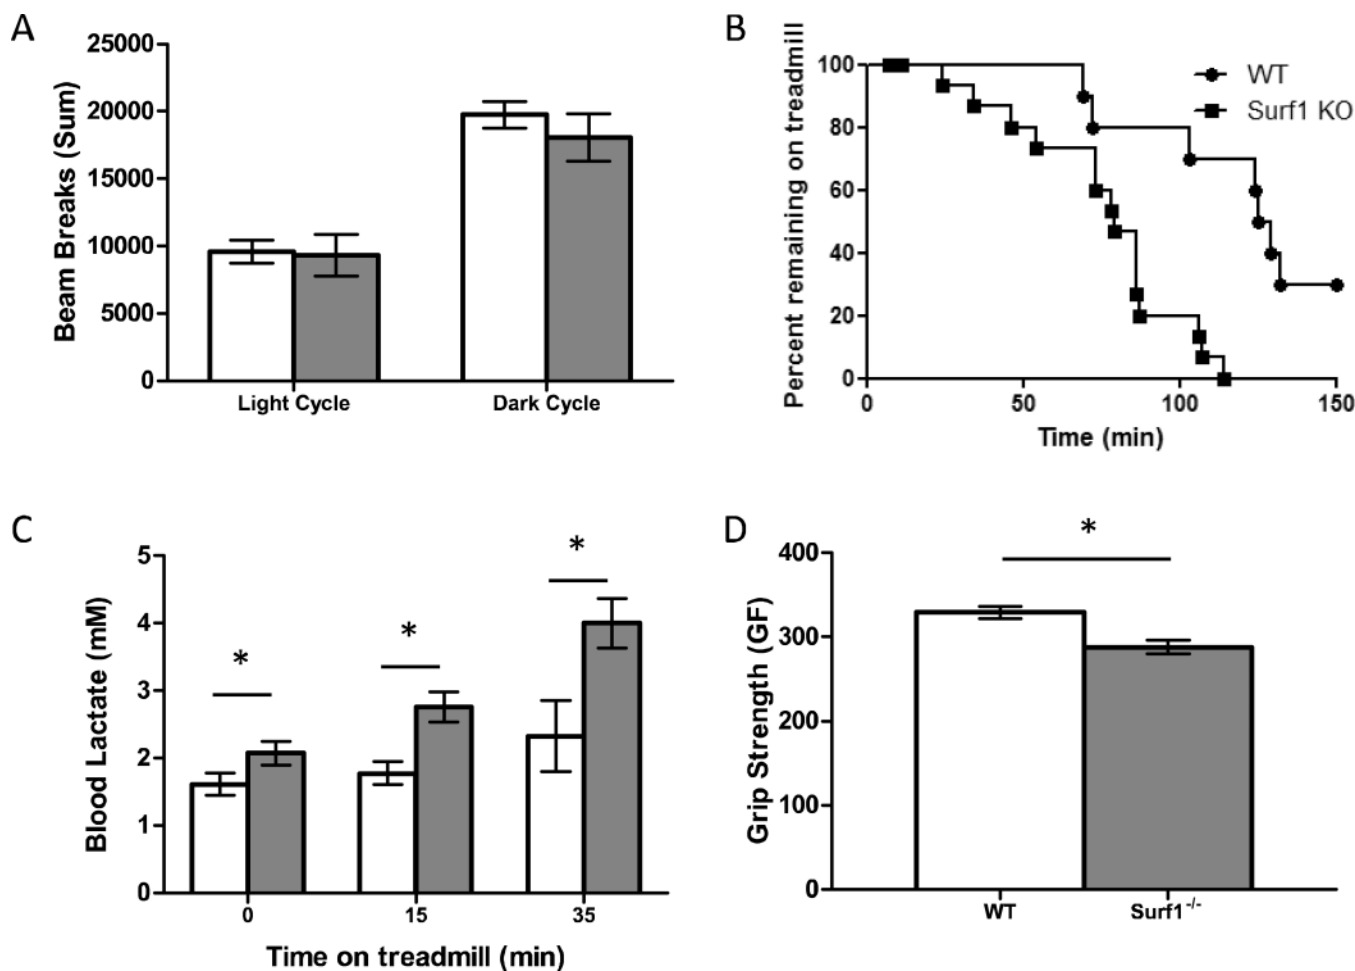 A
25000
20000
15000
10000
5000
0
Beam Breaks (Sum)
Light Cycle
Dark Cycle
B
100
80
60
40
20
0
Percent remaining on treadmill
WT
Surf1 KO
0
50
100
150
Time (min)
C
5
4
3
2
1
0
Blood Lactate (mM)
*
*
*
0
15
35
Time on treadmill (min)
D
400
300
200
100
0
Grip Strength (GF)
*
WT
Surf1-/-